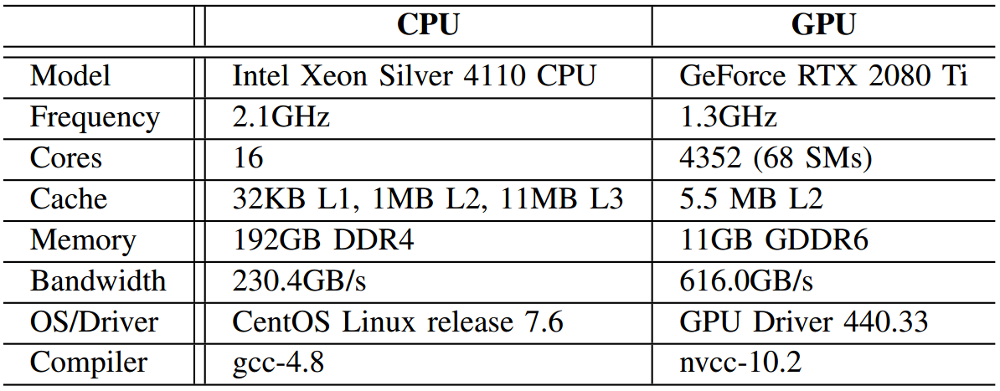 CPU GPU
Model Intel Xeon Silver 4110 CPU GeForce RTX 2080 Ti
Frequency 2.1GHz 1.3GHz
Cores 16 4352 (68 SMs)
Cache 32KB L1, 1MB L2, 11MB L3 5.5 MB L2
Memory 192GB DDR4 11GB GDDR6
Bandwidth 230.4GB/s 616.0GB/s
OS/Driver CentOS Linux release 7.6 GPU Driver 440.33
Compiler gcc-4.8 nvcc-10.2